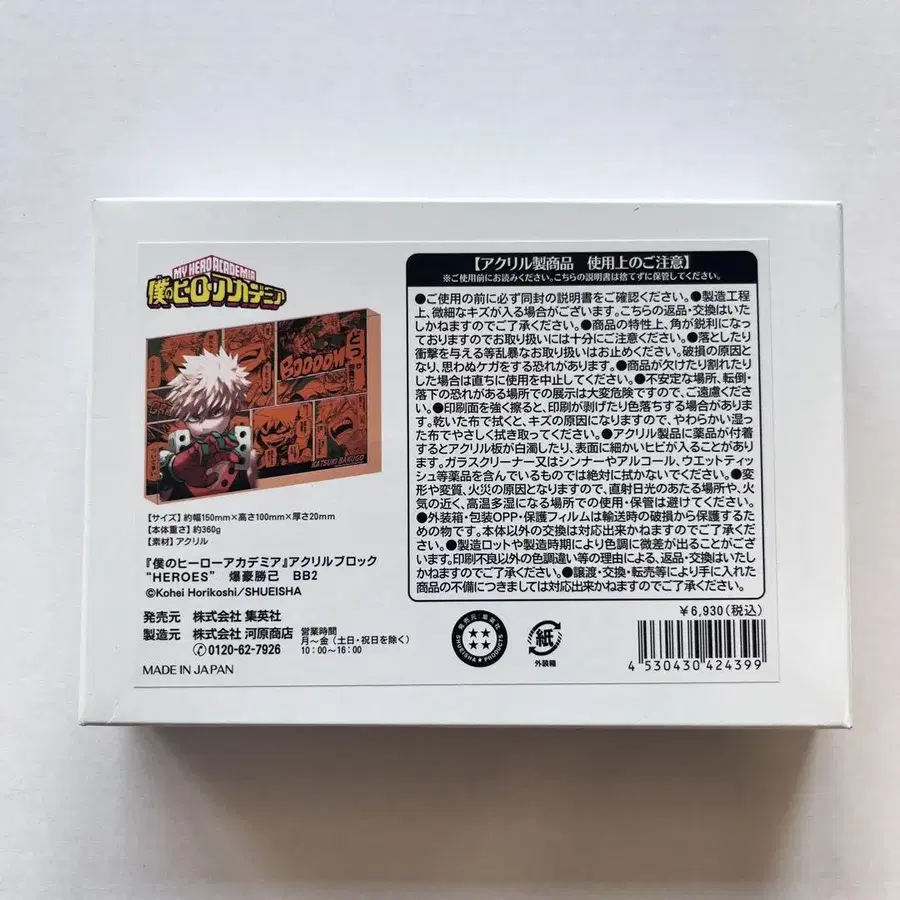 MY HERO ACADEMIA
僕のヒーローアカデミア
BOOOOM
KATSUKI BAKUGO
【サイズ】約幅150mm×高さ100mm×厚さ20mm
【本体重さ】約360g
【素材】アクリル
『僕のヒーローアカデミア』アクリルブロック
“HEROES” 爆豪勝己 BB2
©Kohei Horikoshi/SHUEISHA
発売元 株式会社 集英社
製造元 株式会社 河原商店
0120-62-7926
営業時間
月～金(土日・祝日を除く)
10:00～16:00
MADE IN JAPAN
【アクリル製商品 使用上のご注意】
※ご使用前にお読みください。こちらの説明書は捨てずに保管してください。
●ご使用の前に必ず同封の説明書をご確認ください。●製造工程
上、微細なキズが入る場合がございます。こちらの返品・交換はいた
しかねますのでご了承ください。●商品の特性上、角が鋭利になっ
ておりますのでお取り扱いには十分にご注意ください。●落としたり
衝撃を与える等乱暴なお取り扱いはお止めください。破損の原因と
なり、思わぬケガをする恐れがあります。●商品が欠けたり割れたり
した場合は直ちに使用を中止してください。●不安定な場所、転倒・
落下の恐れがある場所での展示は大変危険ですので、ご遠慮くだ
さい。●印刷面を強く擦ると、印刷が剥げたり色落ちする場合がありま
す。乾いた布で拭くと、キズの原因になりますので、やわらかい湿っ
た布でやさしく拭き取ってください。●アクリル製品に薬品が付着
するとアクリル板が白濁したり、表面に細かいヒビが入ることがあり
ます。ガラスクリーナー又はシンナーやアルコール、ウエットティッ
シュ等薬品を含んでいるものでは絶対に拭かないでください。●変
形や変質、火災の原因となりますので、直射日光のあたる場所や、火
気の近く、高温多湿になる場所での使用・保管は避けてください。
●外装箱・包装OPP・保護フィルムは輸送時の破損から保護するた
めの物です。本体以外の交換は対応出来かねますのでご了承くだ
さい。●製造ロットや製造時期により色調に微差が出ることがござい
ます。印刷不良以外の色調違い等の理由による、返品・交換はいたし
かねますのでご了承ください。●譲渡・交換・転売等により手に入れた
商品の不備につきましては対応出来かねますのでご了承ください。
￥6,930(税込)
発売元:集英社
SHUEISHA PRODUCTS
紙
外装箱
4 530430 424399